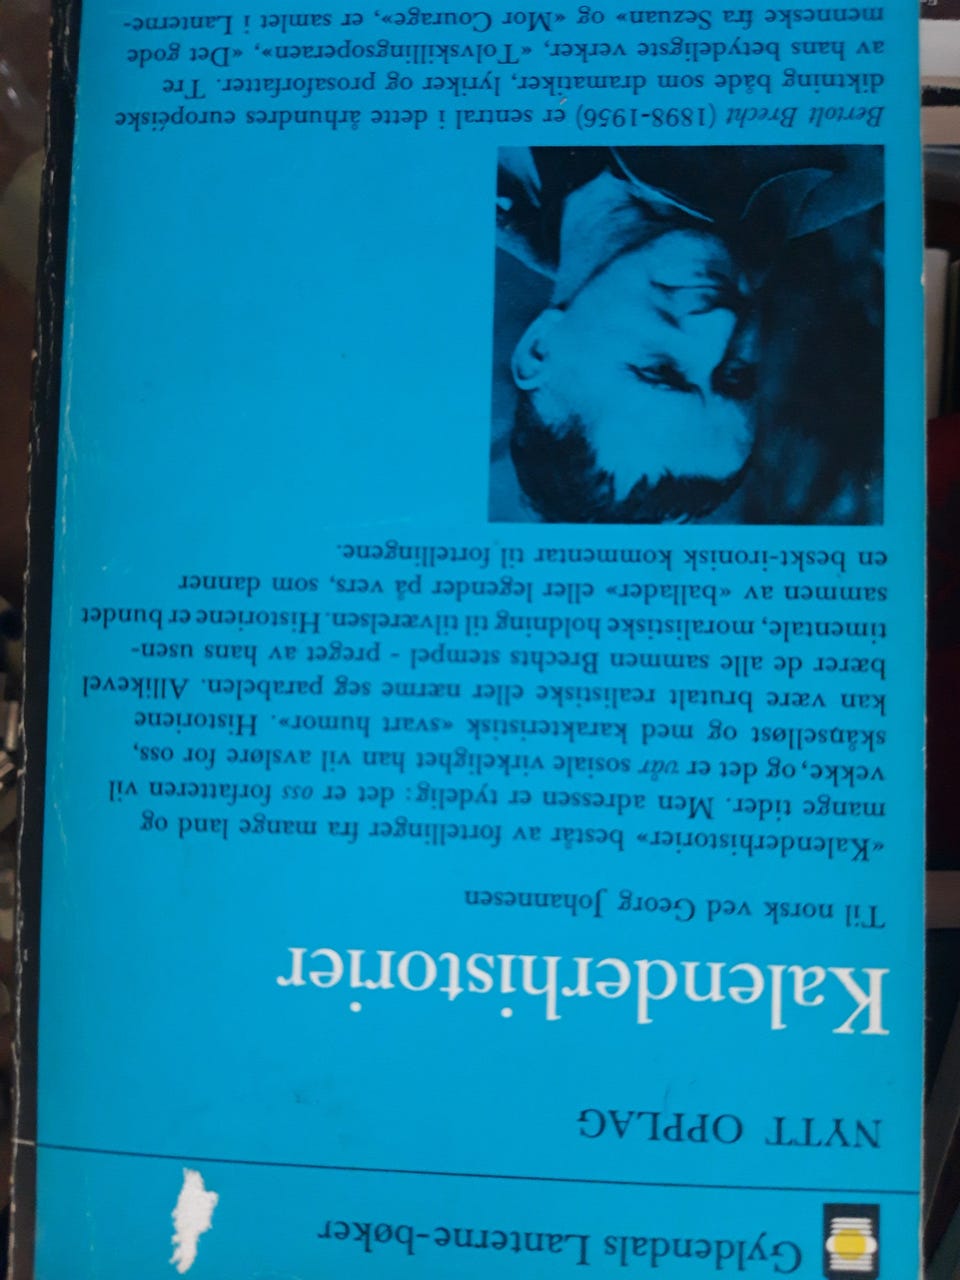 Gyldendals Lanterne-bøker
NYTT OPPLAG
Kalenderhistorier
Til norsk ved Georg Johannesen
«Kalenderhistorier» består av fortellinger fra mange land og
mange tider. Men adressen er tydelig: det er oss forfatteren vil
vekke, og det er vår sosiale virkelighet han vil avsløre for oss,
skånselløst og med karakteristisk «svart humor». Historiene
kan være brutalt realistiske eller nærme seg parabelen. Allikevel
bærer de alle sammen Brechts stempel - preget av hans usen-
timentale, moralistiske holdning til tilværelsen. Historiene er bundet
sammen av «ballader» eller legender på vers, som danner
en beskt-ironisk kommentar til fortellingene.
Bertolt Brecht (1898-1956) er sentral i dette århundres européiske
diktning både som dramatiker, lyriker og prosaforfatter. Tre
av hans betydeligste verker, «Tolvskillingsoperaen», «Det gode
menneske fra Sezuan» og «Mor Courage», er samlet i Lanterne-